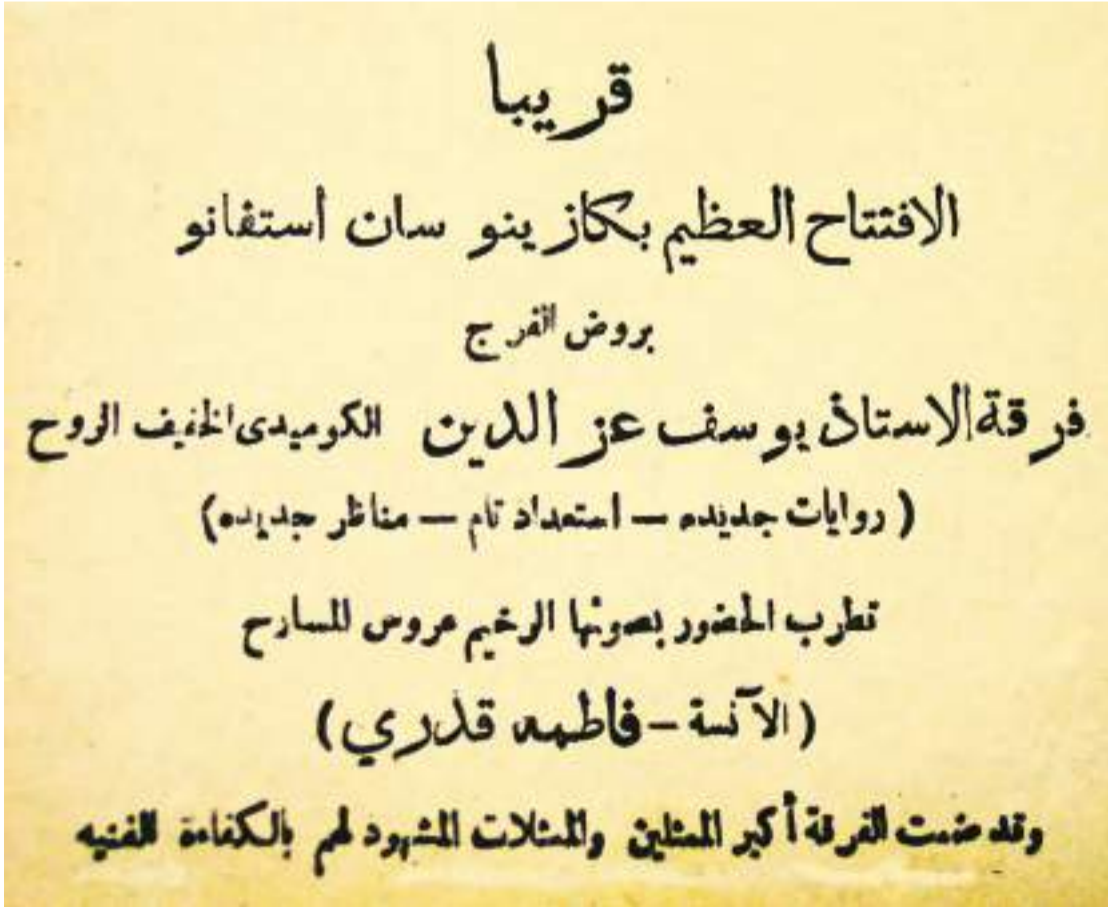 قريبا
الافتتاح العظيم بكازينو سان أستفانو
بروض الفرج
فرقة الاستاذ يوسف عز الدين الكوميدى الخفيف الروح
( روايات جديده — استعداد تام — مناظر جديده)
تطرب الحضور بصوتها الرخيم عروس المسارح
( الآنسة – فاطمه قدري )
وقد ضمت الفرقة أكبر الممثلين والممثلات المشهود لهم بالكفاءة الفنيه